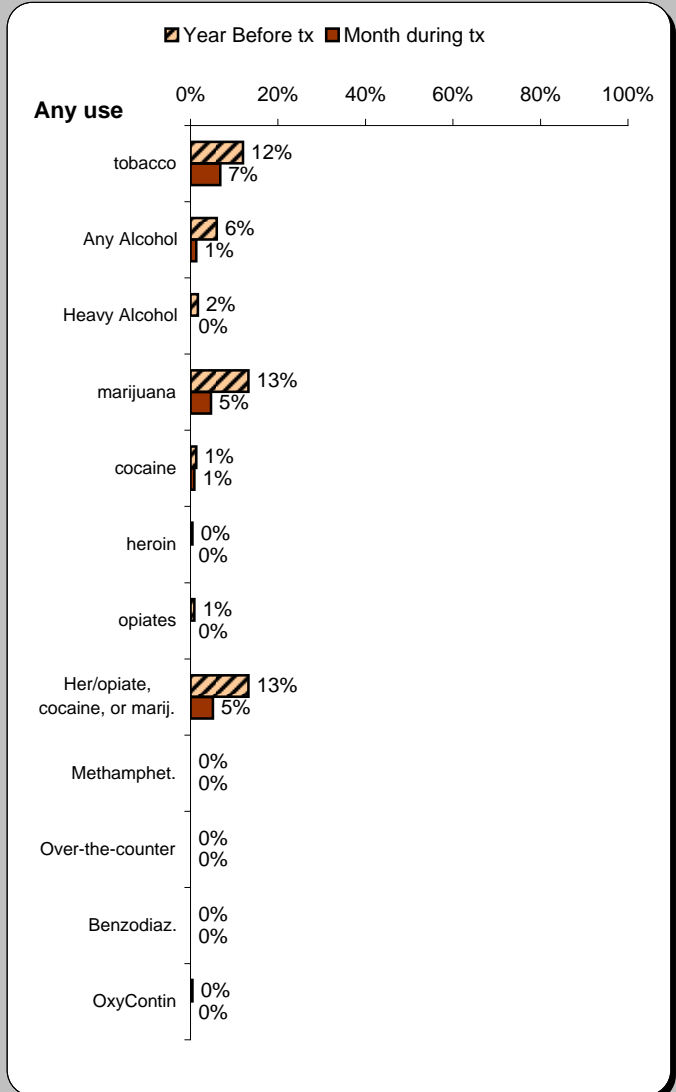 Year Before tx Month during tx
Any use
0% 20% 40% 60% 80% 100%
tobacco
12%
7%
Any Alcohol
6%
1%
Heavy Alcohol
2%
0%
marijuana
13%
5%
cocaine
1%
1%
heroin
0%
0%
opiates
1%
0%
Her/opiate,
cocaine, or marij.
13%
5%
Methamphet.
0%
0%
Over-the-counter
0%
0%
Benzodiaz.
0%
0%
OxyContin
0%
0%